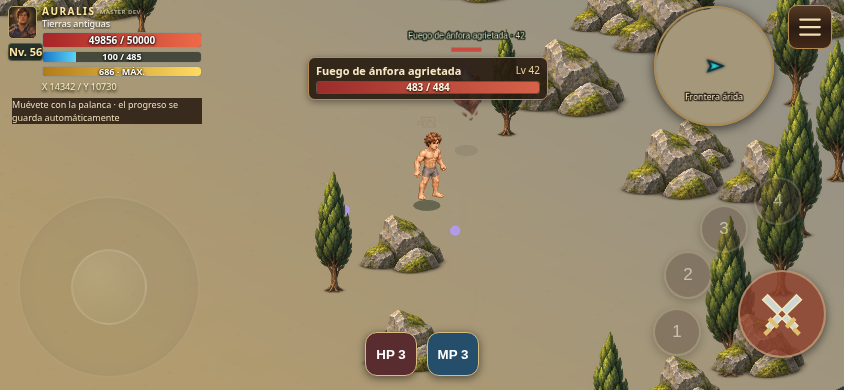 AURALIS MASTER DEV
Tierras antiguas
49856 / 50000
Nv. 56
100 / 485
686 · MAX.
X 14342 / Y 10730
Muévete con la palanca · el progreso se
guarda automáticamente
Fuego de ánfora agrietada · 42
Fuego de ánfora agrietada Lv 42
483 / 484
Frontera árida
4
3
2
1
HP 3
MP 3